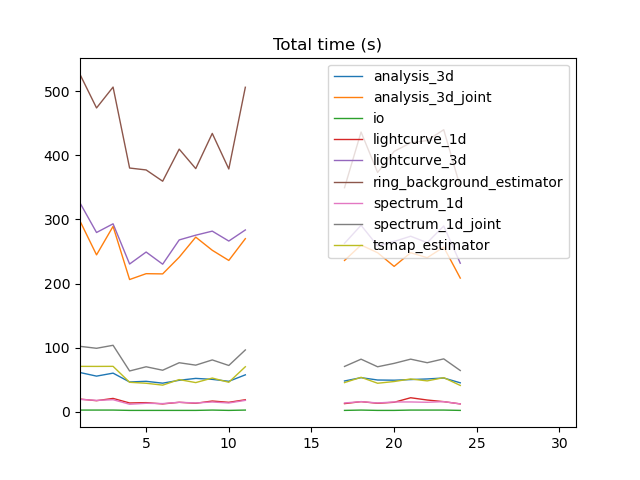 Total time (s)
500
400
300
200
100
0
5
10
15
20
25
30
analysis_3d
analysis_3d_joint
io
lightcurve_1d
lightcurve_3d
ring_background_estimator
spectrum_1d
spectrum_1d_joint
tsmap_estimator